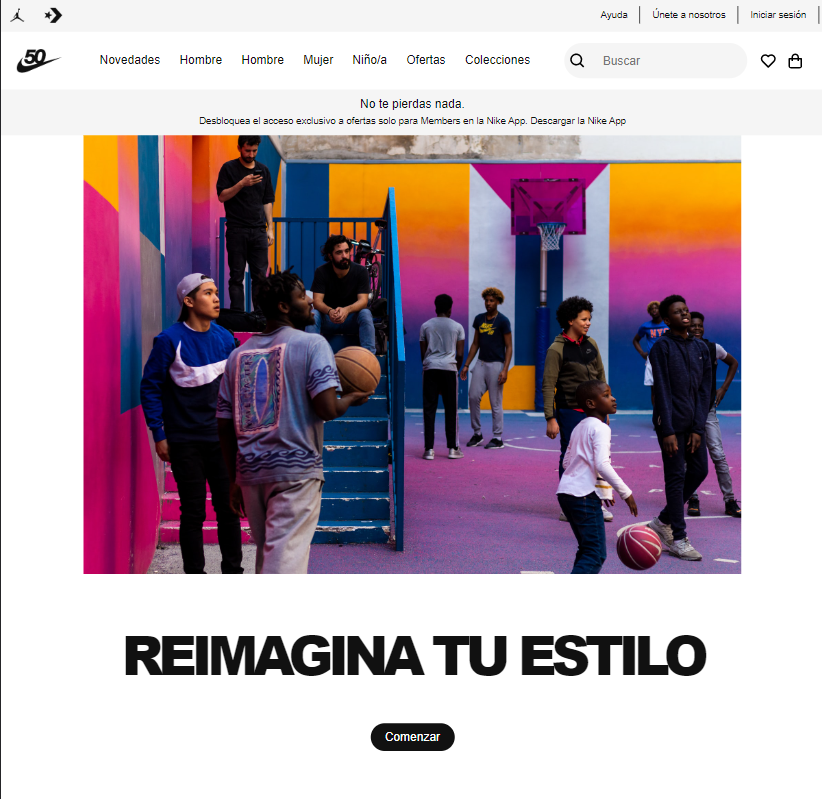 Ayuda
Únete a nosotros
Iniciar sesión
50
Novedades
Hombre
Hombre
Mujer
Niño/a
Ofertas
Colecciones
Buscar
No te pierdas nada.
Desbloquea el acceso exclusivo a ofertas solo para Members en la Nike App. Descargar la Nike App
REIMAGINA TU ESTILO
Comenzar